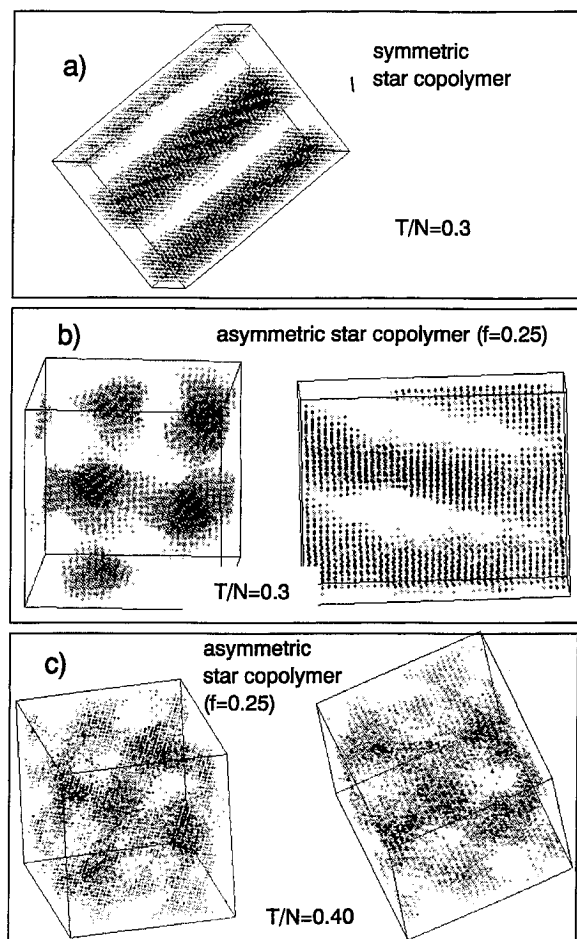 a)
symmetric
star copolymer
T/N=0.3
b)
asymmetric star copolymer (f=0.25)
T/N=0.3
c)
asymmetric
star copolymer
(f=0.25)
T/N=0.40